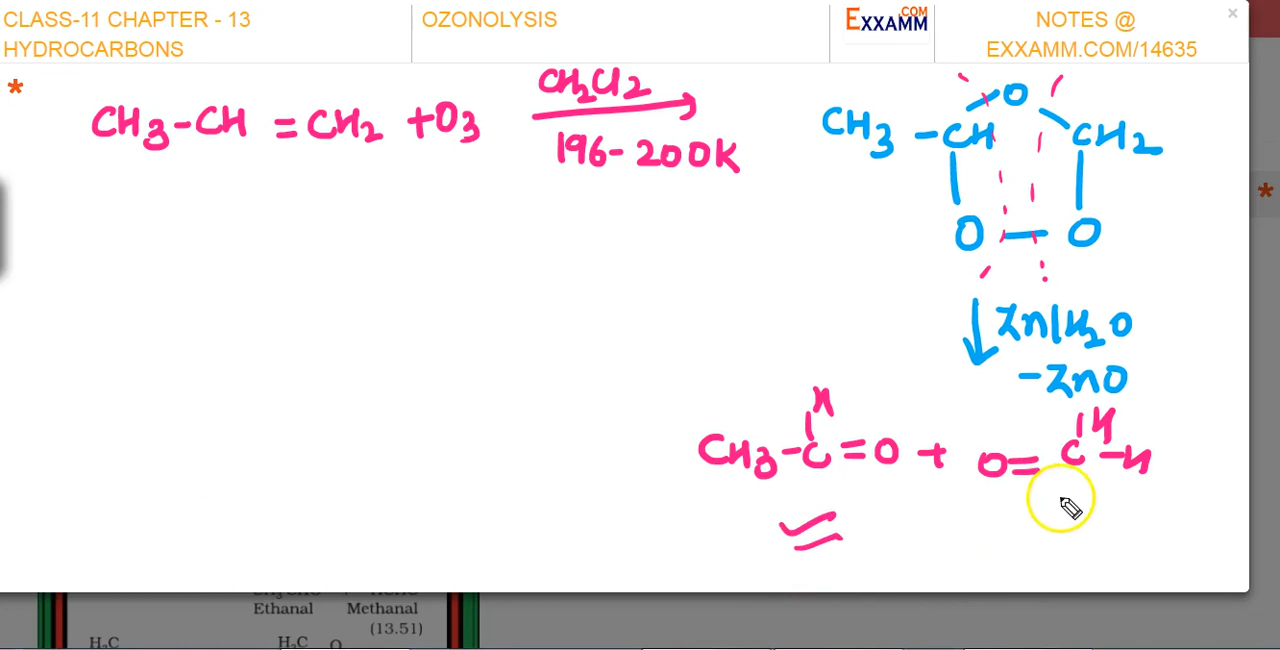 CLASS-11 CHAPTER - 13
HYDROCARBONS
OZONOLYSIS
EXXAMM.COM
NOTES @
EXXAMM.COM/14635
×
*
CH3-CH=CH2 +O3
CH2Cl2
196-200K
O
CH3-CH CH2
O-O
*
Zn|H2O
-ZnO
H H
CH3-C=O + O=C-H
Ethanal Methanal
(13.51)